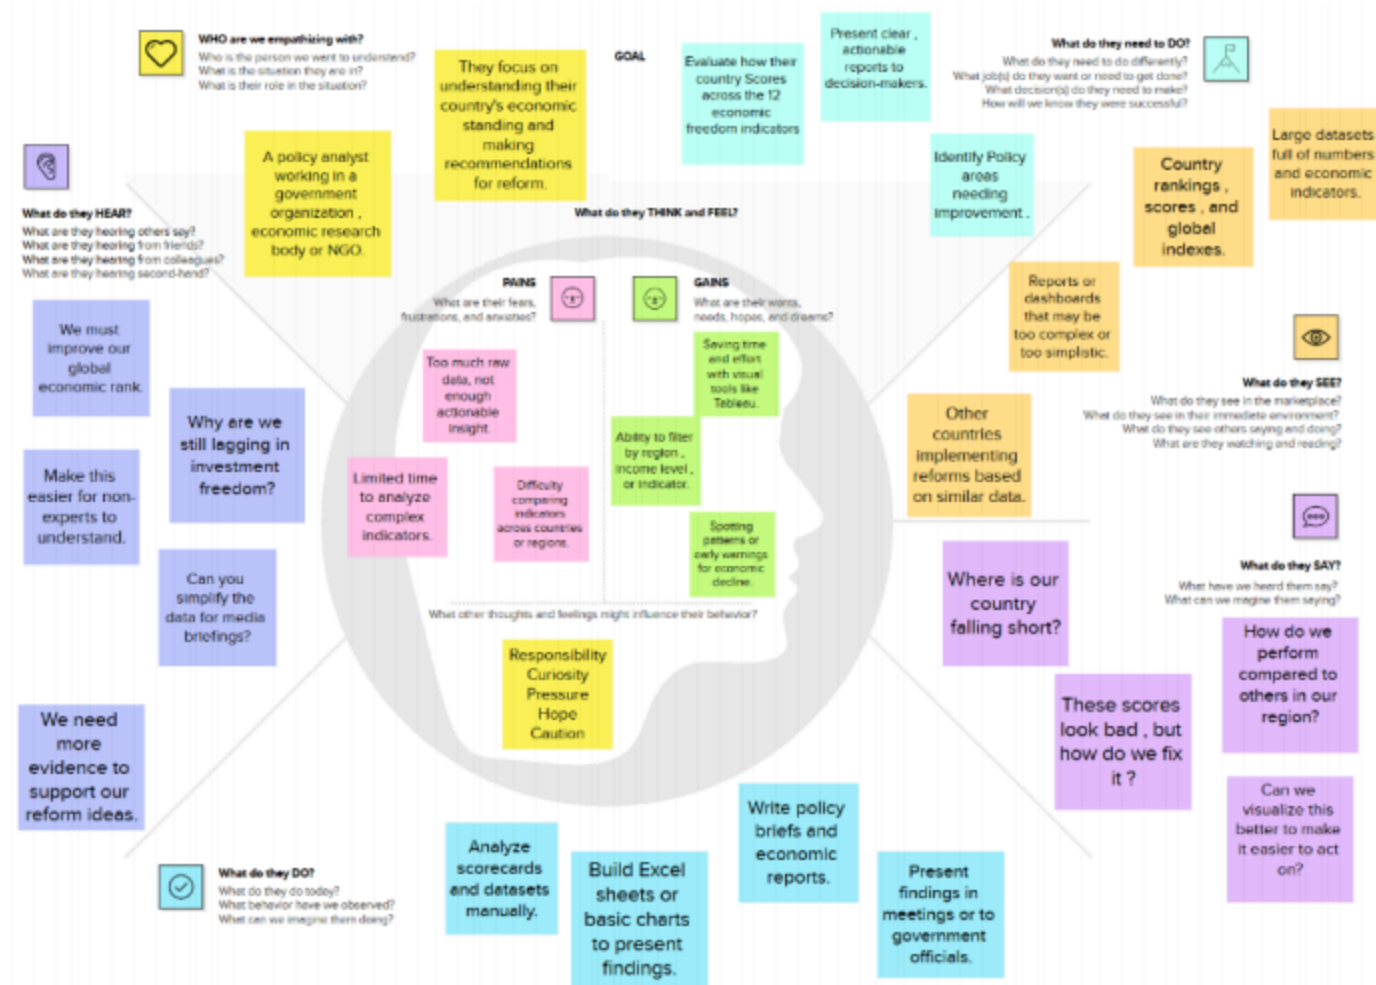 WHO are we empathizing with?
Who is the person we want to understand?
What is the situation they are in?
What is their role in the situation?
They focus on
understanding their
country's economic
standing and
making
recommendations
for reform.
A policy analyst
working in a
government
organization ,
economic research
body or NGO.
GOAL
Evaluate how their
country Scores
across the 12
economic
freedom indicators
Present clear ,
actionable
reports to
decision-makers.
Identify Policy
areas
needing
improvement .
What do they need to DO?
What do they need to do differently?
What job(s) do they want or need to get done?
What decision(s) do they need to make?
How will we know they were successful?
Large datasets
full of numbers
and economic
indicators.
Country
rankings ,
scores , and
global
indexes.
Reports or
dashboards
that may be
too complex or
too simplistic.
Other
countries
implementing
reforms based
on similar data.
What do they SEE?
What do they see in the marketplace?
What do they see in their immediate environment?
What do they see others saying and doing?
What are they watching and reading?
What do they SAY?
What have we heard them say?
What can we magine them saying?
Where is our
country
falling short?
How do we
perform
compared to
others in our
region?
These scores
look bad , but
how do we fix
it ?
Can we
visualize this
better to make
it easier to act
on?
What do they HEAR?
What are they hearing others say?
What are they hearing from friends?
What are they hearing from colleagues?
What are they hearing second-hand?
We must
improve our
global
economic rank.
Why are we
still lagging in
investment
freedom?
Make this
easier for non-
experts to
understand.
Can you
simplify the
data for media
briefings?
We need
more
evidence to
support our
reform ideas.
What do they THINK and FEEL?
PAINS
What are their fears,
frustrations, and anxieties?
Too much raw
data, not
enough
actionable
insight.
Limited time
to analyze
complex
indicators.
Difficulty
comparing
indicators
across countries
or regions.
GAINS
What are their wants,
needs, hopes, and dreams?
Saving time
and effort
with visual
tools like
Tableau.
Ability to filter
by region ,
income level ,
or indicator.
Spotting
patterns or
early warnings
for economic
decline.
What other thoughts and feelings might influence their behavior?
Responsibility
Curiosity
Pressure
Hope
Caution
What do they DO?
What do they do today?
What behavior have we observed?
What can we imagine them doing?
Analyze
scorecards
and datasets
manually.
Build Excel
sheets or
basic charts
to present
findings.
Write policy
briefs and
economic
reports.
Present
findings in
meetings or to
government
officials.